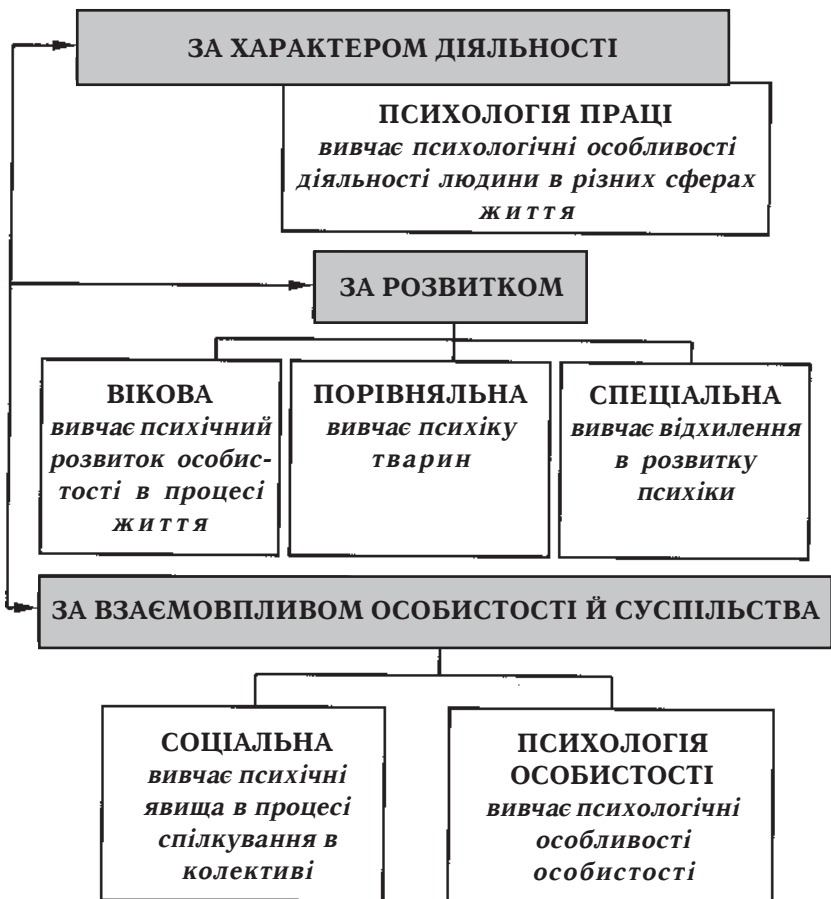 ЗА ХАРАКТЕРОМ ДІЯЛЬНОСТІ
ПСИХОЛОГІЯ ПРАЦІ
вивчає психологічні особливості
діяльності людини в різних сферах
життя
ЗА РОЗВИТКОМ
ВІКОВА
вивчає психічний
розвиток особис-
тості в процесі
життя
ПОРІВНЯЛЬНА
вивчає психіку
тварин
СПЕЦІАЛЬНА
вивчає відхилення
в розвитку
психіки
ЗА ВЗАЄМОВПЛИВОМ ОСОБИСТОСТІ Й СУСПІЛЬСТВА
СОЦІАЛЬНА
вивчає психічні
явища в процесі
спілкування в
колективі
ПСИХОЛОГІЯ
ОСОБИСТОСТІ
вивчає психологічні
особливості
особистості